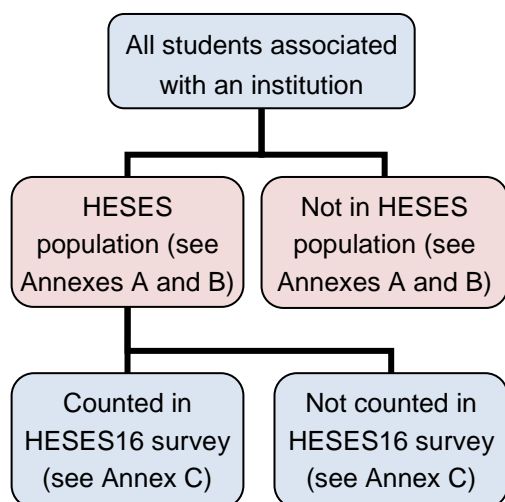 All students associated
with an institution
HESES
population (see
Annexes A and B)
Not in HESES
population (see
Annexes A and B)
Counted in
HESES16 survey
(see Annex C)
Not counted in
HESES16 survey
(see Annex C)